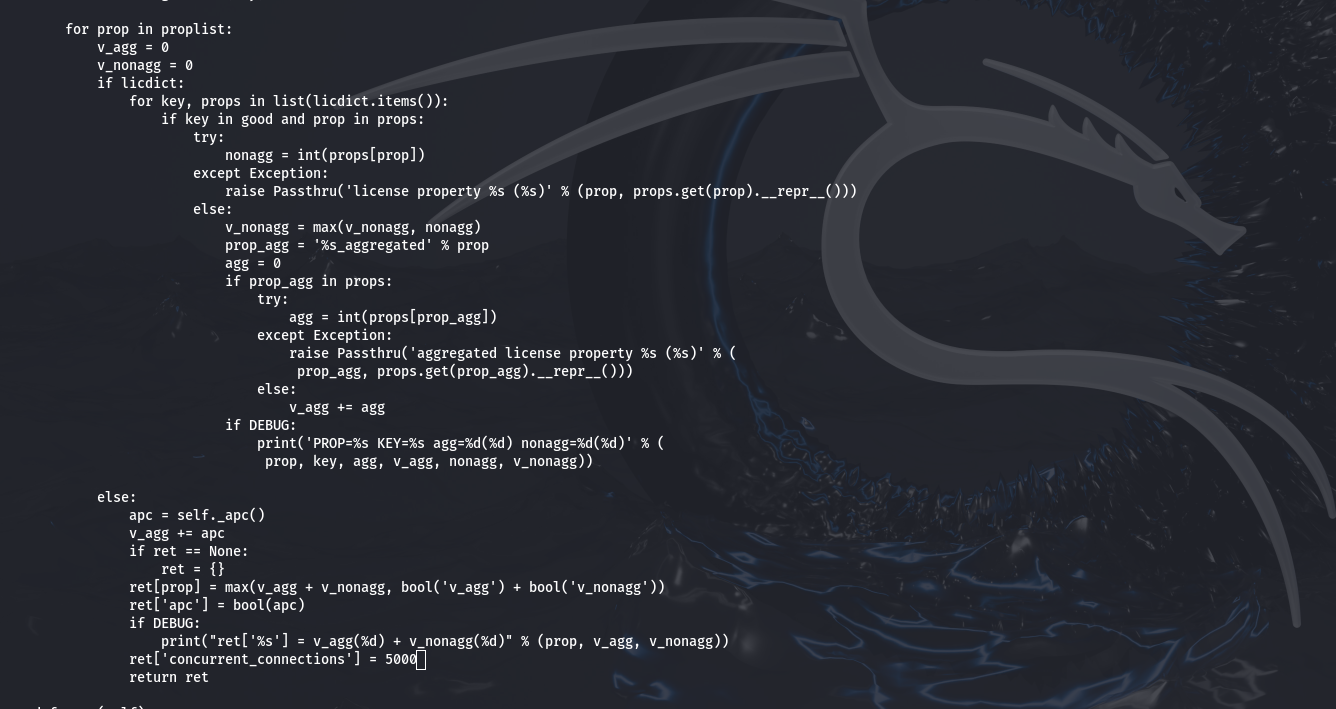 for prop in proplist:
    v_agg = 0
    v_nonagg = 0
    if licdict:
        for key, props in list(licdict.items()):
            if key in good and prop in props:
                try:
                    nonagg = int(props[prop])
                except Exception:
                    raise Passthru('license property %s (%s)' % (prop, props.get(prop).__repr__()))
                else:
                    v_nonagg = max(v_nonagg, nonagg)
                    prop_agg = '%s_aggregated' % prop
                    agg = 0
                    if prop_agg in props:
                        try:
                            agg = int(props[prop_agg])
                        except Exception:
                            raise Passthru('aggregated license property %s (%s)' % (
                             prop_agg, props.get(prop_agg).__repr__()))
                        else:
                            v_agg += agg
                    if DEBUG:
                        print('PROP=%s KEY=%s agg=%d(%d) nonagg=%d(%d)' % (
                         prop, key, agg, v_agg, nonagg, v_nonagg))
    else:
        apc = self._apc()
        v_agg += apc
        if ret == None:
            ret = {}
        ret[prop] = max(v_agg + v_nonagg, bool('v_agg') + bool('v_nonagg'))
        ret['apc'] = bool(apc)
        if DEBUG:
            print("ret['%s'] = v_agg(%d) + v_nonagg(%d)" % (prop, v_agg, v_nonagg))
        ret['concurrent_connections'] = 5000
        return ret